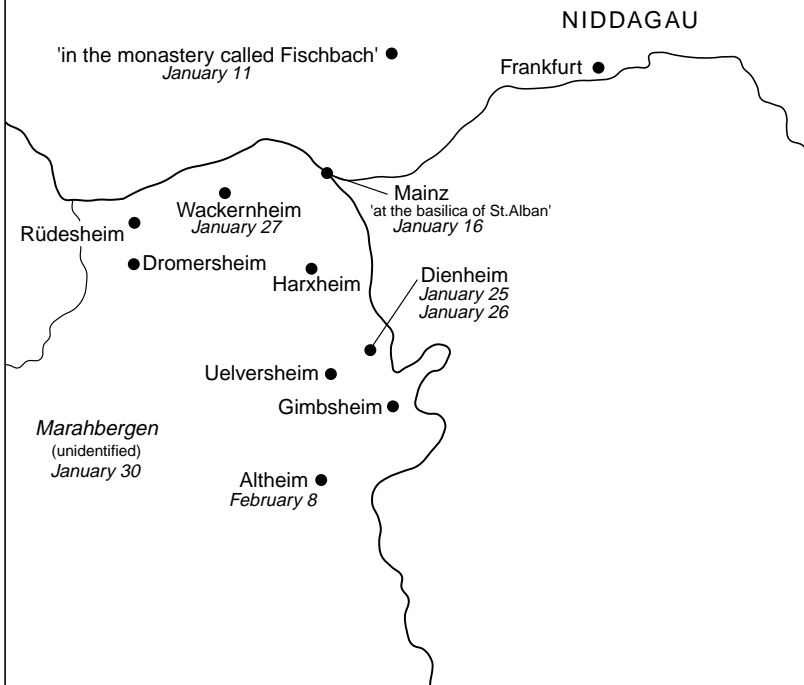 NIDDAGAU
'in the monastery called Fischbach'
January 11
Frankfurt
Mainz
'at the basilica of St.Alban'
January 16
Wackernheim
January 27
Rüdesheim
Dromersheim
Harxheim
Dienheim
January 25
January 26
Uelversheim
Gimbsheim
Marahbergen
(unidentified)
January 30
Altheim
February 8